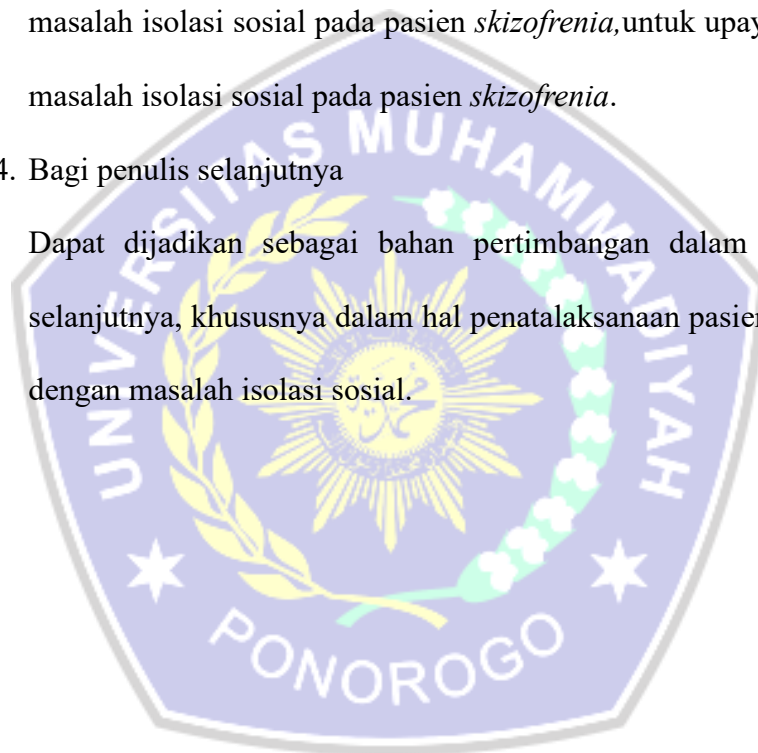 masalah isolasi sosial pada pasien skizofrenia,untuk upay
masalah isolasi sosial pada pasien skizofrenia.
4. Bagi penulis selanjutnya
Dapat dijadikan sebagai bahan pertimbangan dalam
selanjutnya, khususnya dalam hal penatalaksanaan pasien
dengan masalah isolasi sosial.
UNIVERSITAS MUHAMMADIYAH
PONOROGO
محمد